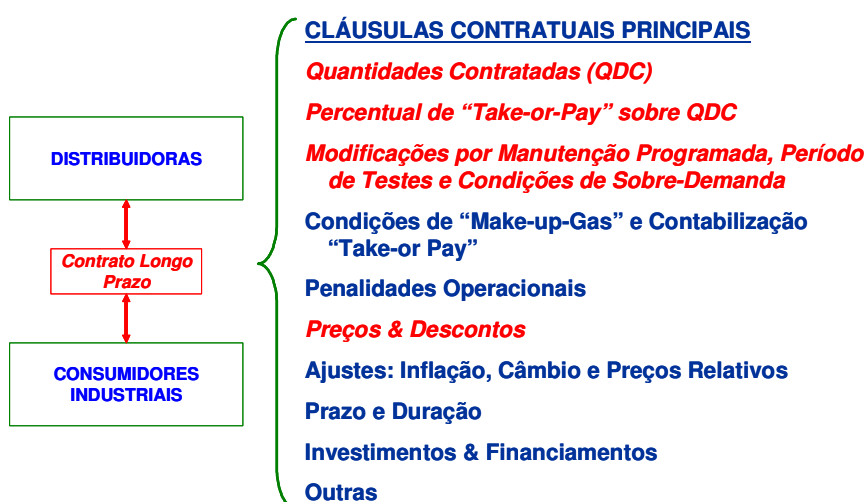 CLÁUSULAS CONTRATUAIS PRINCIPAIS
Quantidades Contratadas (QDC)
Percentual de “Take-or-Pay” sobre QDC
Modificações por Manutenção Programada, Período
de Testes e Condições de Sobre-Demanda
Condições de “Make-up-Gas” e Contabilização
“Take-or Pay”
Penalidades Operacionais
Preços & Descontos
Ajustes: Inflação, Câmbio e Preços Relativos
Prazo e Duração
Investimentos & Financiamentos
Outras
DISTRIBUIDORAS
Contrato Longo
Prazo
CONSUMIDORES
INDUSTRIAIS